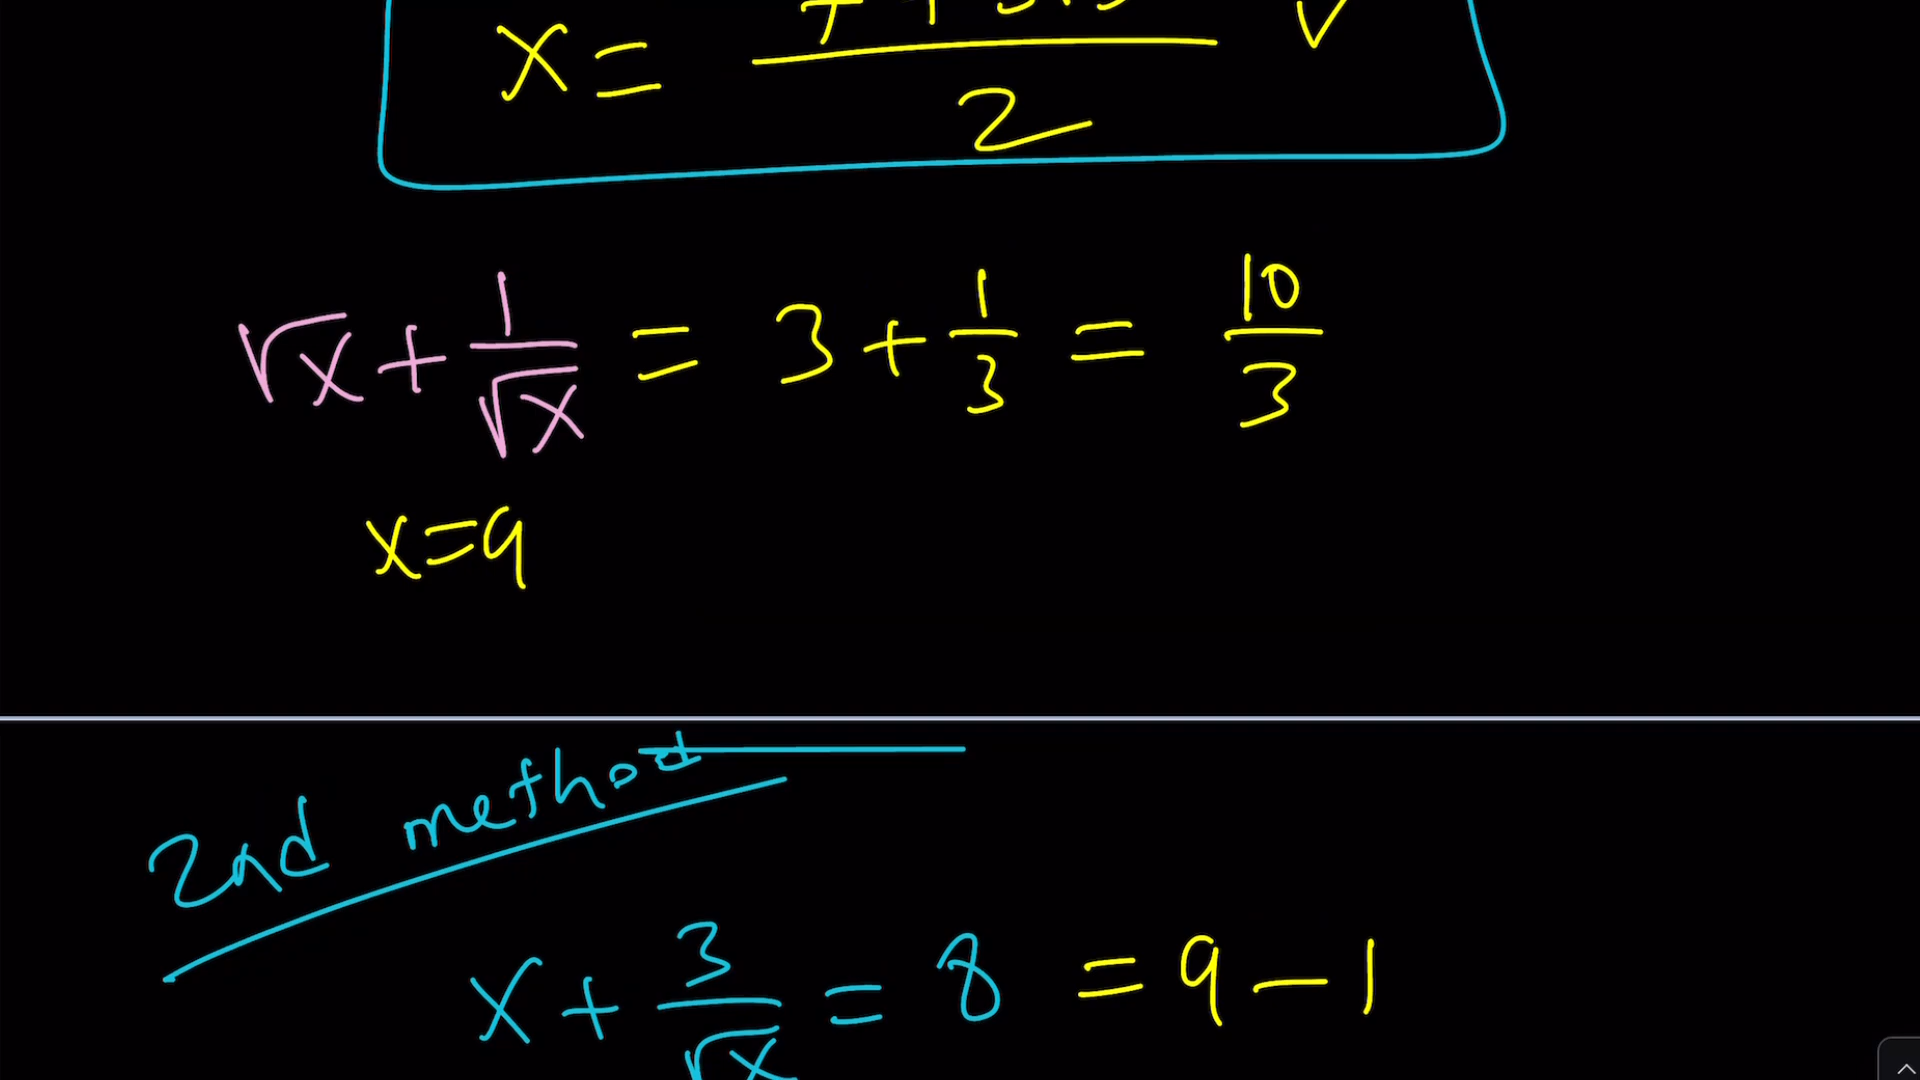 x = / 2 √
√x + 1/√x = 3 + 1/3 = 10/3
x=9
2nd method
x + 3/√x = 8 = 9 - 1